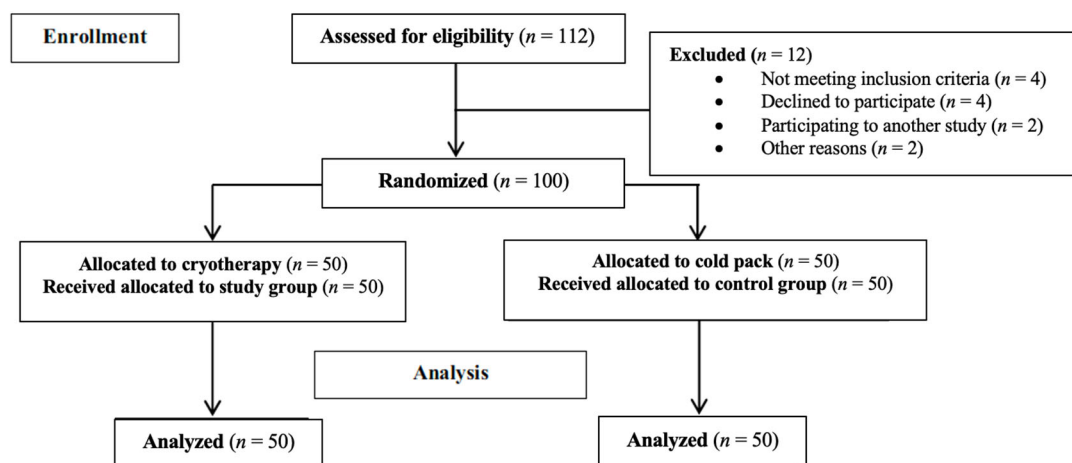 Enrollment
Assessed for eligibility (n = 112)
Excluded (n = 12)
• Not meeting inclusion criteria (n = 4)
• Declined to participate (n = 4)
• Participating to another study (n = 2)
• Other reasons (n = 2)
Randomized (n = 100)
Allocated to cryotherapy (n = 50)
Received allocated to study group (n = 50)
Allocated to cold pack (n = 50)
Received allocated to control group (n = 50)
Analysis
Analyzed (n = 50)
Analyzed (n = 50)